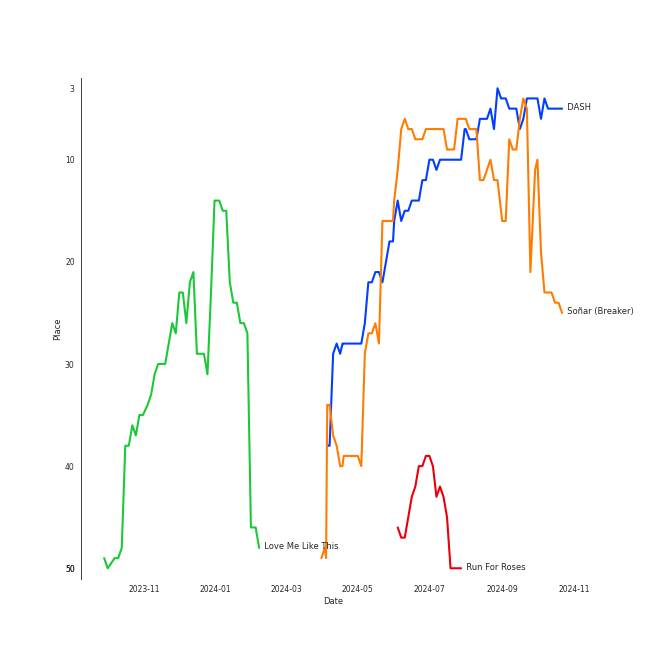 3
DASH
10
20
Soñar (Breaker)
Place
30
40
Love Me Like This
50
Run For Roses
2023-11
2024-01
2024-03
2024-05
2024-07
2024-09
2024-11
Date